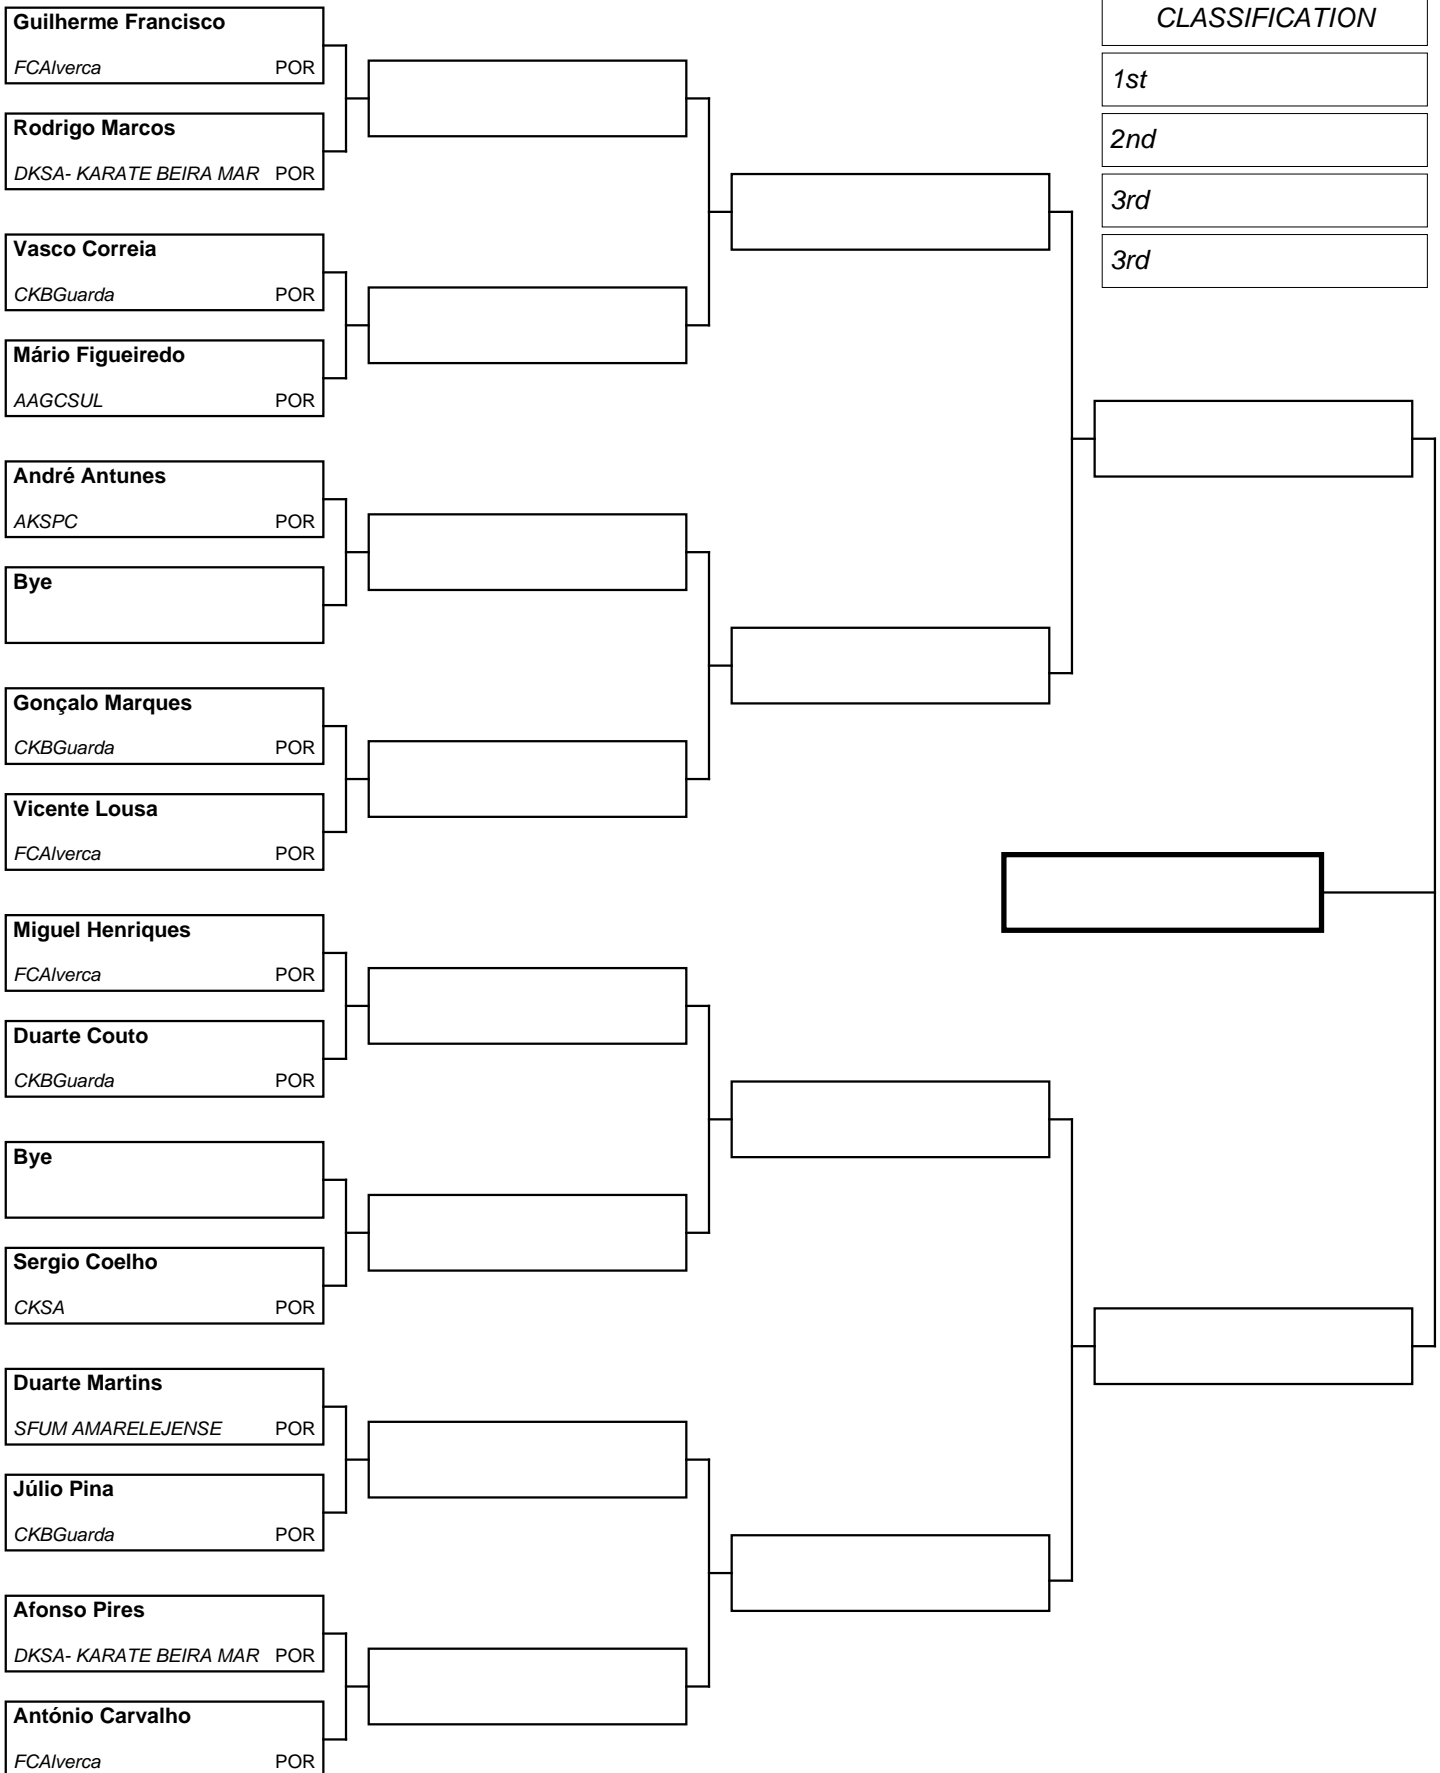 Guilherme Francisco
FCAlverca POR
Rodrigo Marcos
DKSA- KARATE BEIRA MAR POR
Vasco Correia
CKBGuarda POR
Mário Figueiredo
AAGCSUL POR
André Antunes
AKSPC POR
Bye
Gonçalo Marques
CKBGuarda POR
Vicente Lousa
FCAlverca POR
Miguel Henriques
FCAlverca POR
Duarte Couto
CKBGuarda POR
Bye
Sergio Coelho
CKSA POR
Duarte Martins
SFUM AMARELEJENSE POR
Júlio Pina
CKBGuarda POR
Afonso Pires
DKSA- KARATE BEIRA MAR POR
António Carvalho
FCAlverca POR
CLASSIFICATION
1st
2nd
3rd
3rd